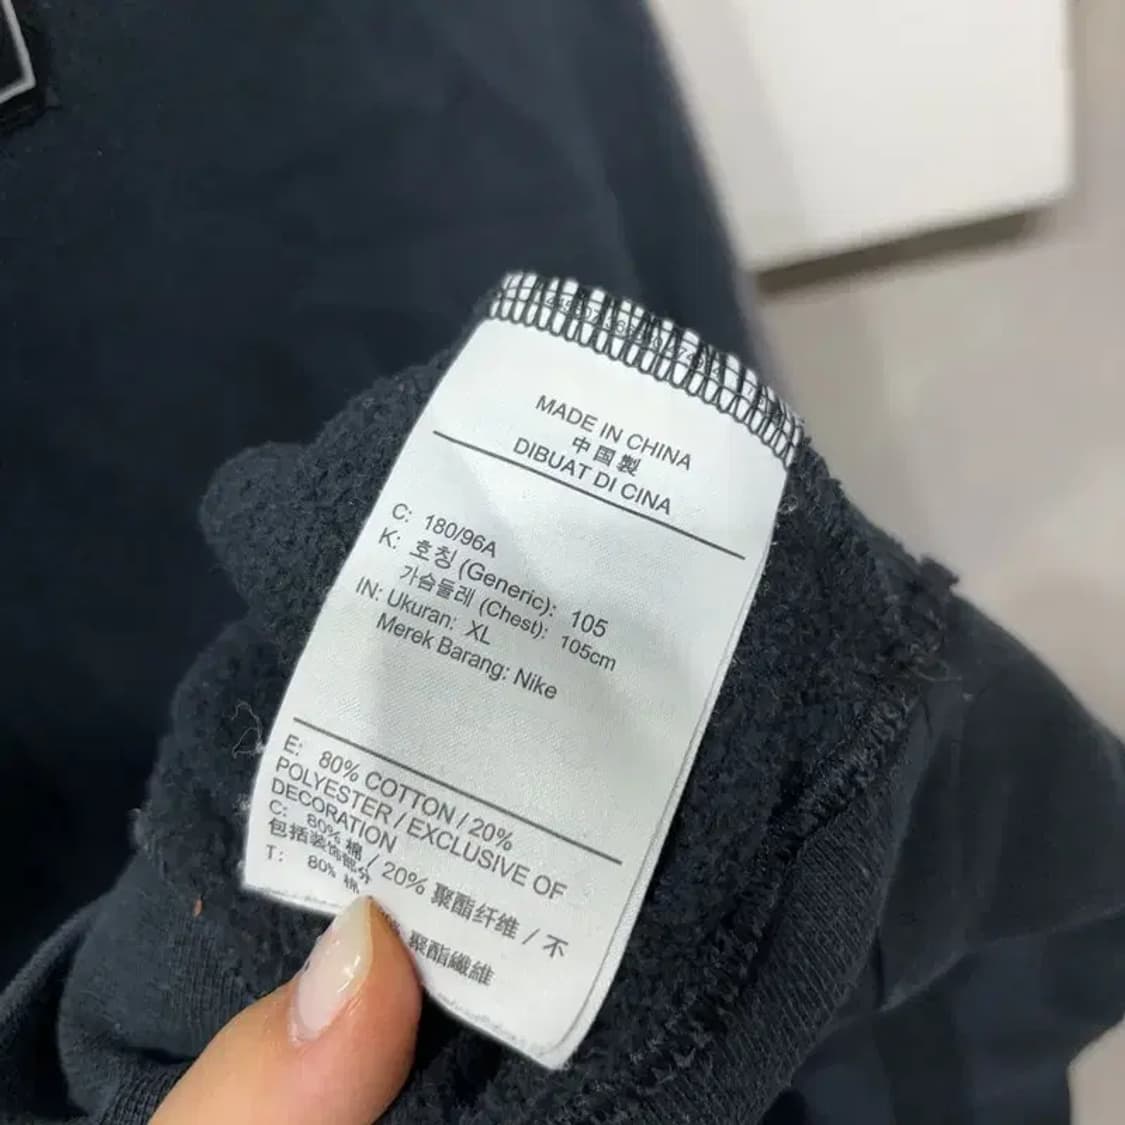 MADE IN CHINA
中国製
DIBUAT DI CINA
C: 180/96A
K: 호칭 (Generic): 105
가슴둘레 (Chest): 105cm
IN: Ukuran: XL
Merek Barang: Nike
E: 80% COTTON / 20%
POLYESTER / EXCLUSIVE OF
DECORATION
C: 80% 棉 / 20% 聚酯纤维 / 不
包括装饰部分
T: 80% 棉 聚酯纖維